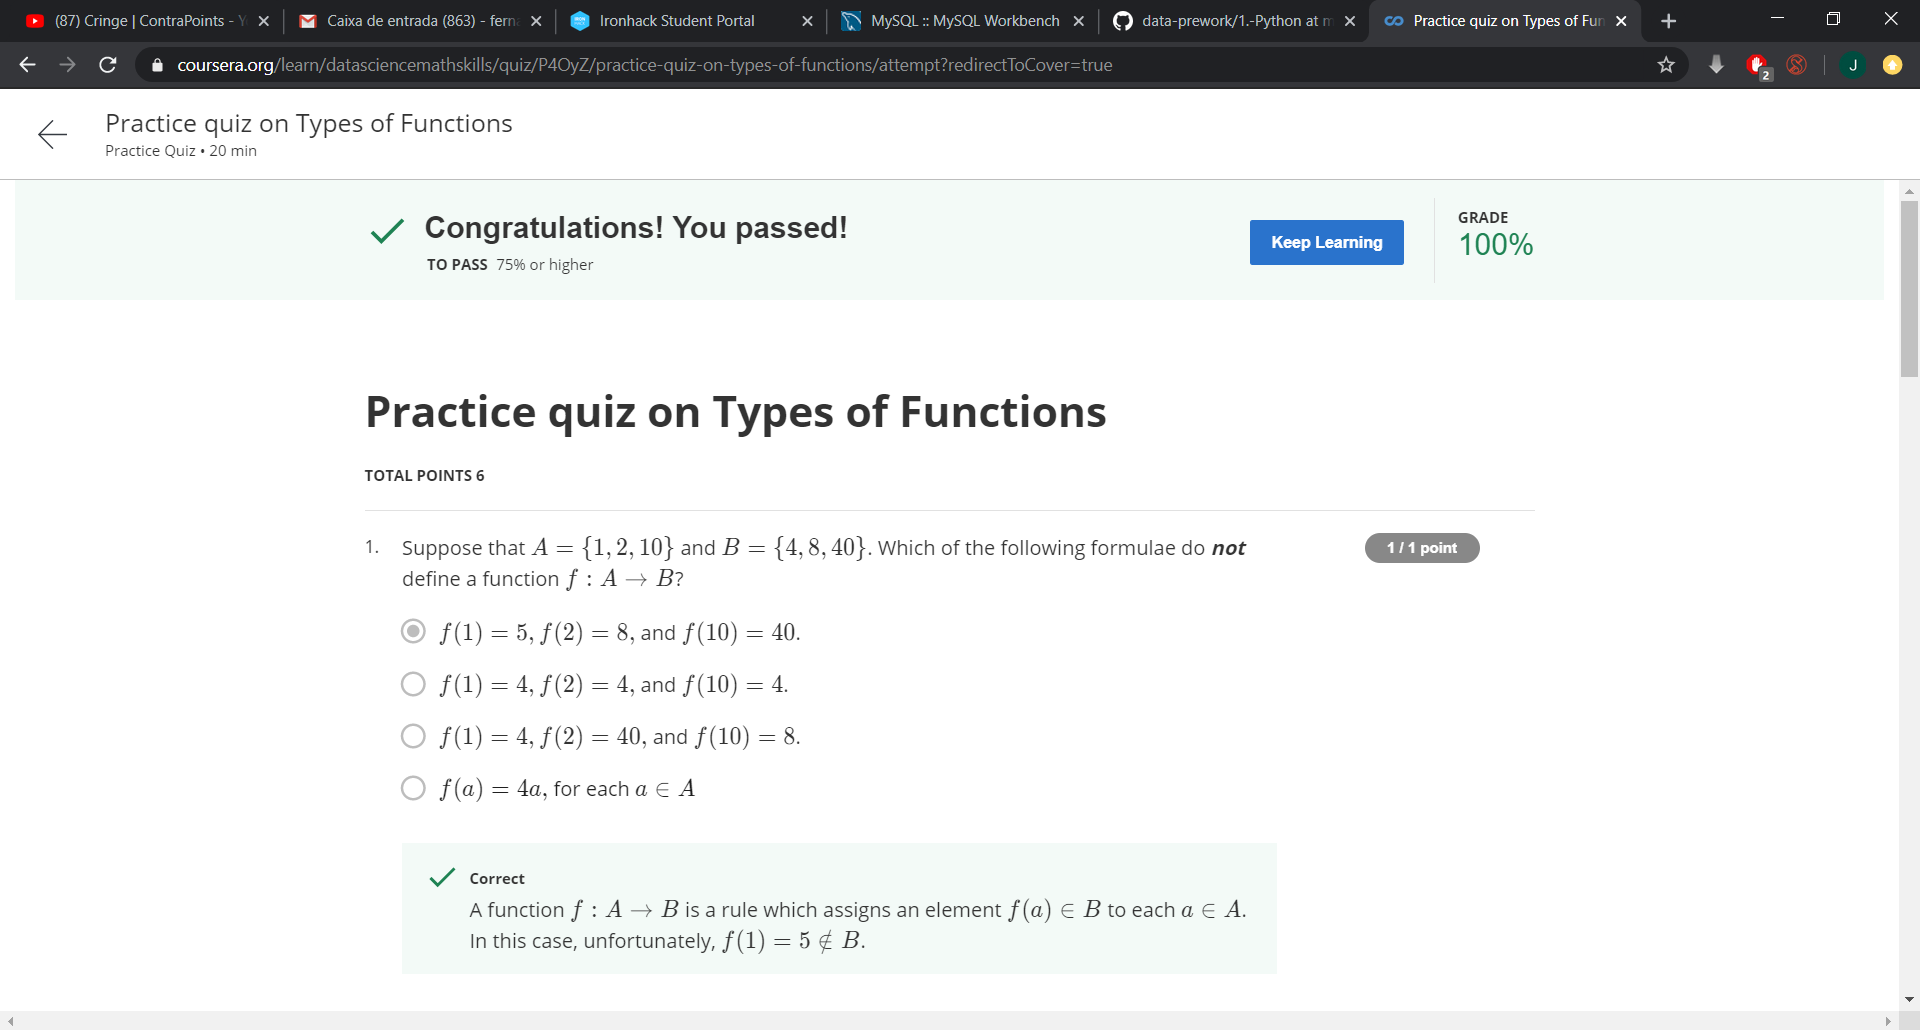 (87) Cringe | ContraPoints - Y
Caixa de entrada (863) - fern
Ironhack Student Portal
MySQL :: MySQL Workbench
data-prework/1.-Python at m
Practice quiz on Types of Fun
coursera.org/learn/datasciencemathskills/quiz/P4OyZ/practice-quiz-on-types-of-functions/attempt?redirectToCover=true
2
J
Practice quiz on Types of Functions
Practice Quiz • 20 min
Congratulations! You passed!
TO PASS 75% or higher
Keep Learning
GRADE
100%
Practice quiz on Types of Functions
TOTAL POINTS 6
1. Suppose that A = {1, 2, 10} and B = {4, 8, 40}. Which of the following formulae do not
define a function f : A → B?
1 / 1 point
f(1) = 5, f(2) = 8, and f(10) = 40.
f(1) = 4, f(2) = 4, and f(10) = 4.
f(1) = 4, f(2) = 40, and f(10) = 8.
f(a) = 4a, for each a ∈ A
Correct
A function f : A → B is a rule which assigns an element f(a) ∈ B to each a ∈ A.
In this case, unfortunately, f(1) = 5 ∉ B.